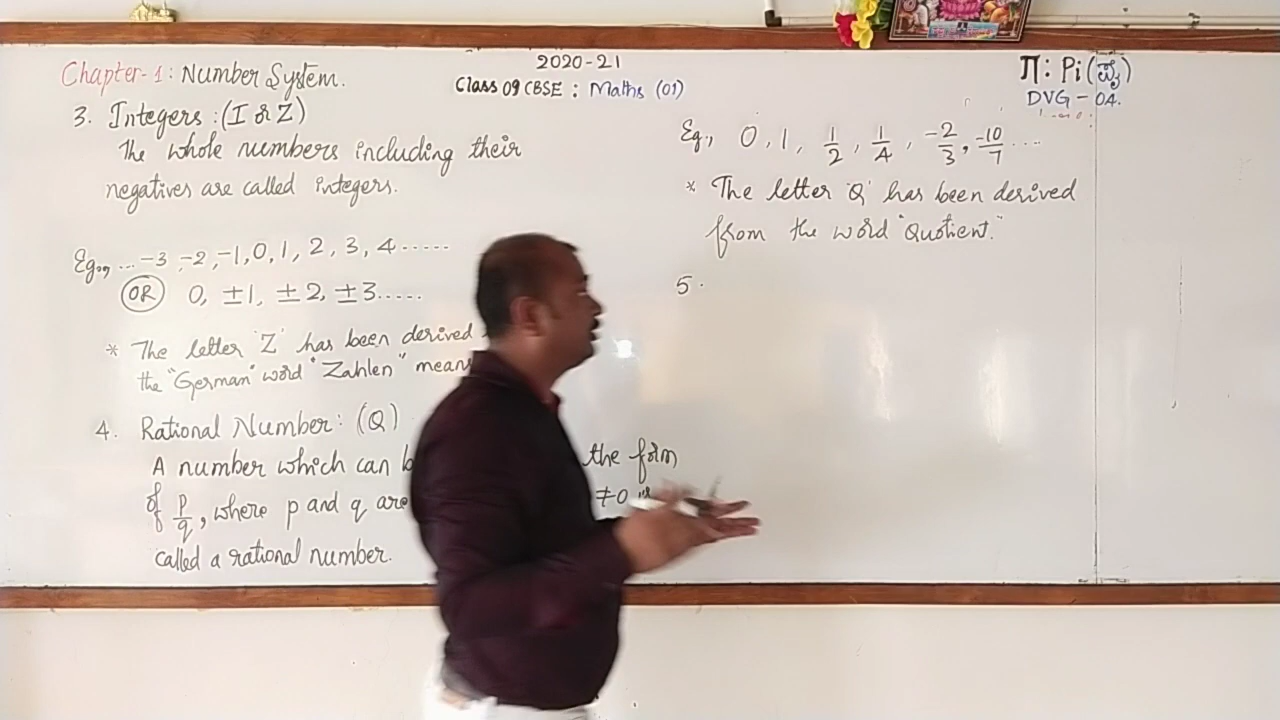 2020-21
Class 09 CBSE : Maths (01)
Π: Pi(ಪೈ)
DVG - 04.
Chapter-1: Number System.
3. Integers :(I or Z)
The whole numbers including their
negatives are called integers.
Eg., ... -3, -2, -1, 0, 1, 2, 3, 4 .....
OR 0, ±1, ±2, ±3.....
* The letter 'Z' has been derived
the "German" word "Zahlen" means
4. Rational Number: (Q)
A number which can the form
of p/q, where p and q are ≠0
called a rational number.
Eg., 0, 1, 1/2, 1/4, -2/3, -10/7 ....
* The letter 'Q' has been derived
from the word "Quotient."
5.